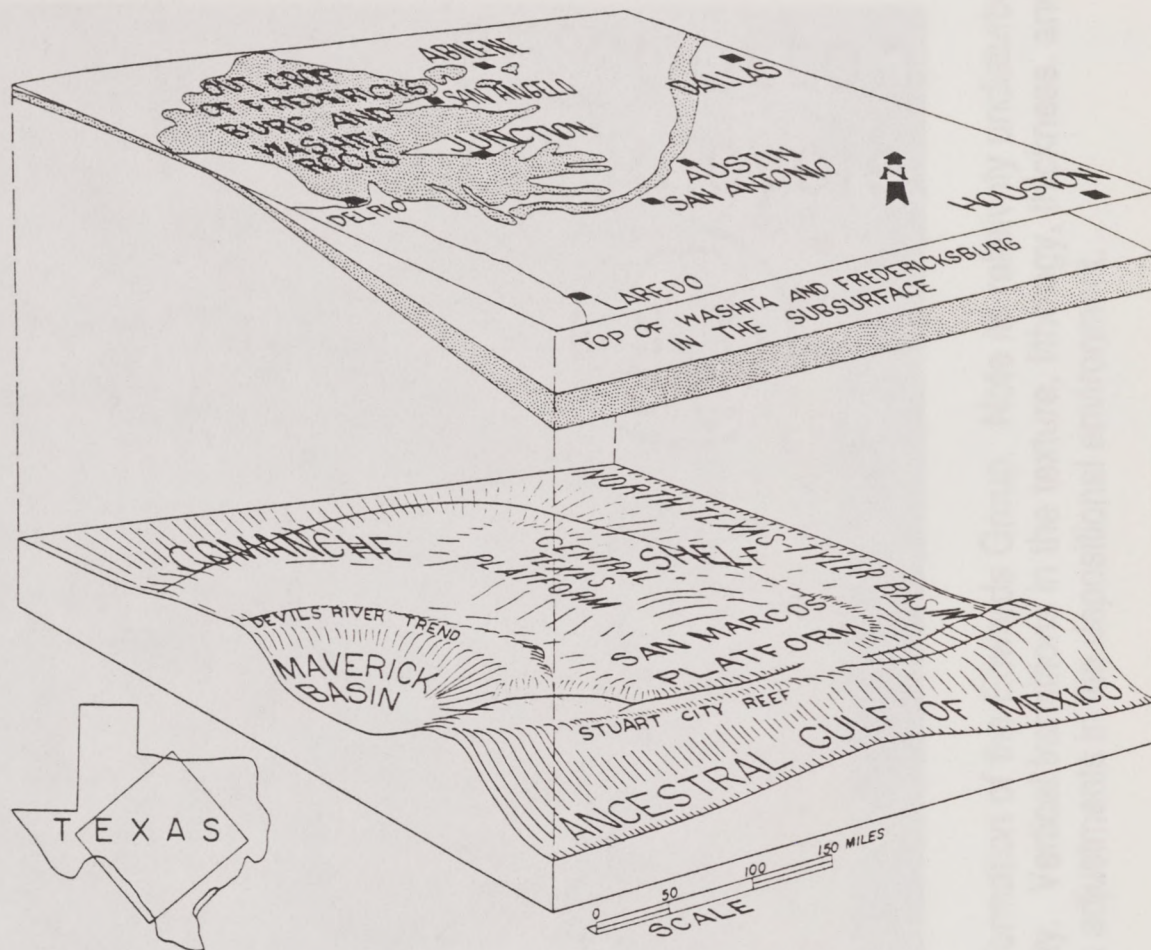 ABILENE
OUT CROP
OF FREDERICKS
BURG AND
WASHITA
ROCKS
SAN ANGELO
JUNCTION
DEL RIO
DALLAS
AUSTIN
SAN ANTONIO
N
HOUSTON
LAREDO
TOP OF WASHITA AND FREDERICKSBURG
IN THE SUBSURFACE
COMANCHE SHELF
CENTRAL
TEXAS
PLATFORM
NORTH TEXAS-TYLER BASIN
DEVILS RIVER TREND
MAVERICK
BASIN
SAN MARCOS
PLATFORM
STUART CITY REEF
ANCESTRAL GULF OF MEXICO
TEXAS
0 50 100 150 MILES
SCALE